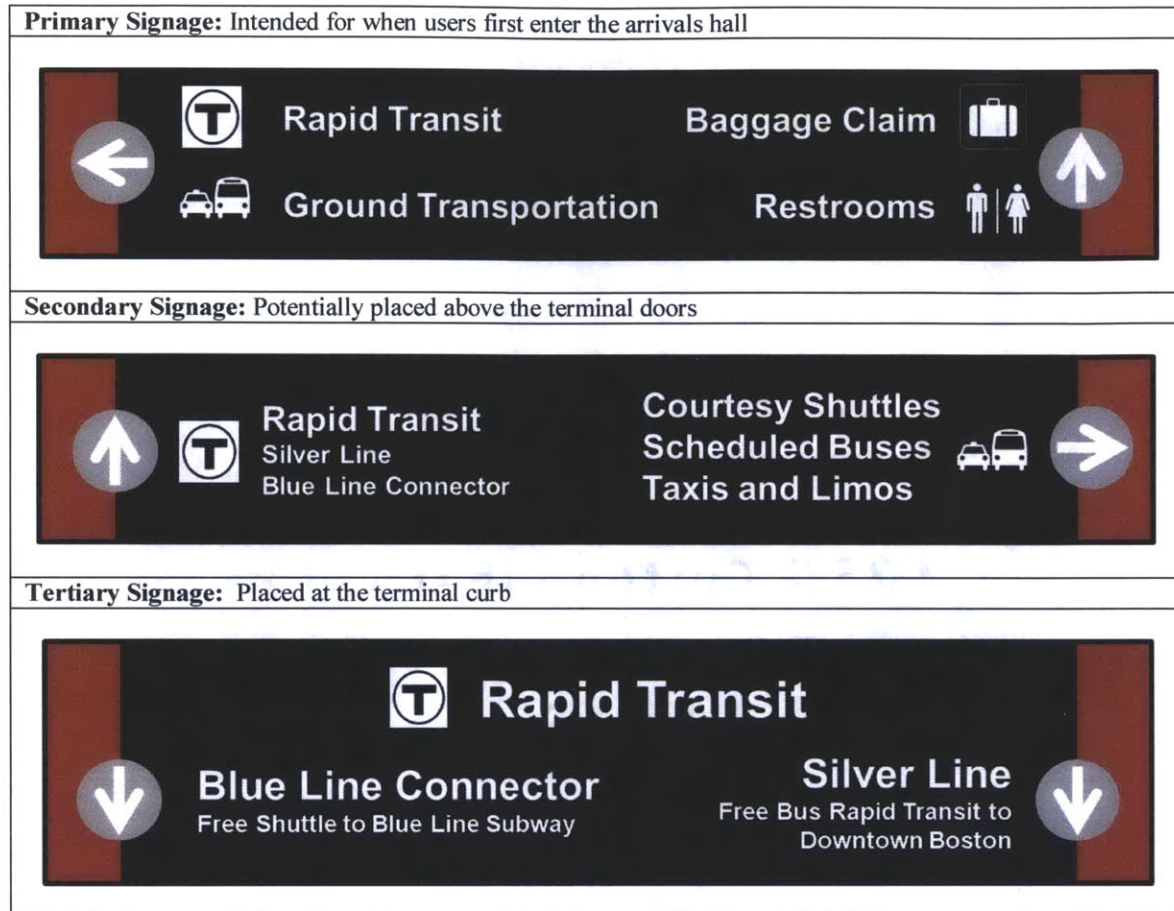 Primary Signage: Intended for when users first enter the arrivals hall
T Rapid Transit
Baggage Claim
Ground Transportation
Restrooms
Secondary Signage: Potentially placed above the terminal doors
T Rapid Transit
Silver Line
Blue Line Connector
Courtesy Shuttles
Scheduled Buses
Taxis and Limos
Tertiary Signage: Placed at the terminal curb
T Rapid Transit
Blue Line Connector
Free Shuttle to Blue Line Subway
Silver Line
Free Bus Rapid Transit to
Downtown Boston